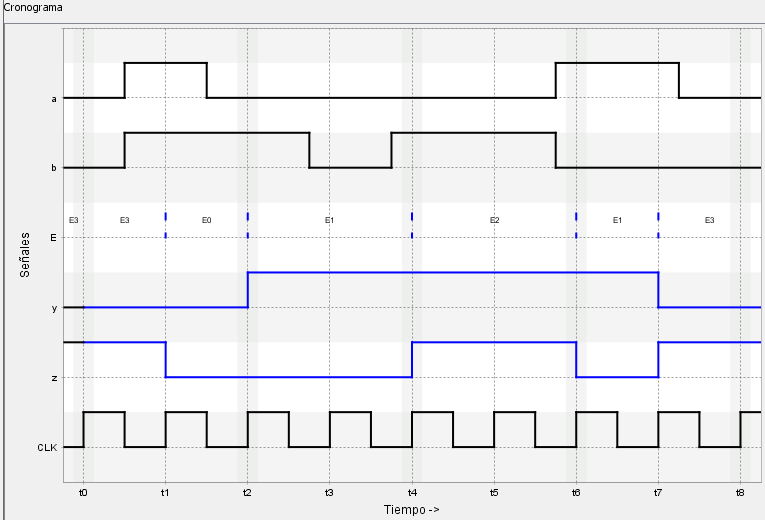 Cronograma
a
b
E3 E3 E0 E1 E2 E1 E3
E
Señales
y
z
CLK
t0 t1 t2 t3 t4 t5 t6 t7 t8
Tiempo ->